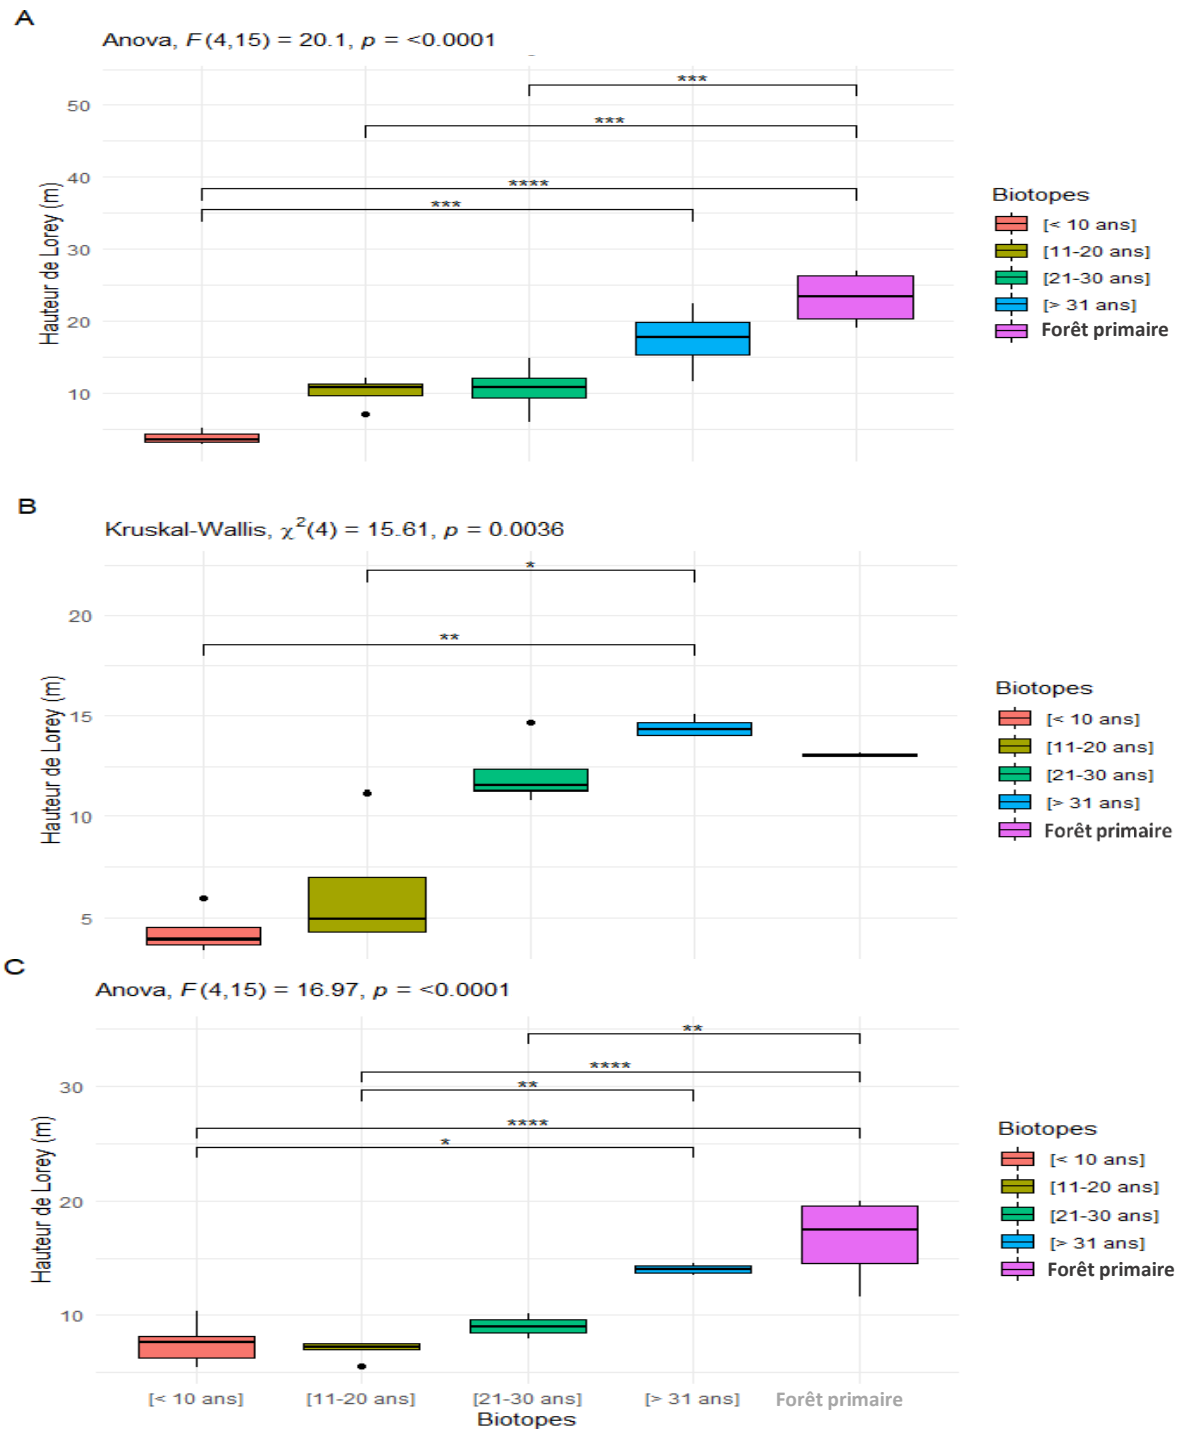 A
Anova, F(4,15) = 20.1, p = <0.0001
***
50
***
40
****
***
30
20
10
Hauteur de Lorey (m)
Biotopes
[< 10 ans]
[11-20 ans]
[21-30 ans]
[> 31 ans]
Forêt primaire
B
Kruskal-Wallis, χ²(4) = 15.61, p = 0.0036
*
20
**
15
10
5
Hauteur de Lorey (m)
Biotopes
[< 10 ans]
[11-20 ans]
[21-30 ans]
[> 31 ans]
Forêt primaire
C
Anova, F(4,15) = 16.97, p = <0.0001
**
****
30
**
****
*
20
10
Hauteur de Lorey (m)
Biotopes
[< 10 ans]
[11-20 ans]
[21-30 ans]
[> 31 ans]
Forêt primaire
[< 10 ans] [11-20 ans] [21-30 ans] [> 31 ans] Forêt primaire
Biotopes